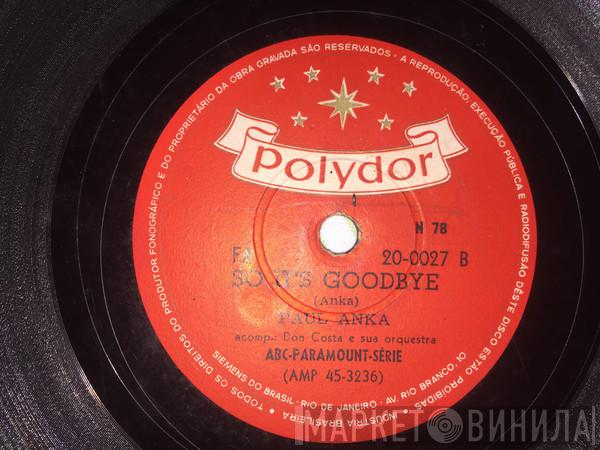 TODOS OS DIREITOS DO PRODUTOR FONOGRÁFICO E DO PROPRIETÁRIO DA OBRA GRAVADA SÃO RESERVADOS • A REPRODUÇÃO, EXECUÇÃO PÚBLICA E RADIODIFUSÃO DÊSTE DISCO ESTÃO PROIBIDAS
Polydor
N 78
20-0027 B
SO IT'S GOODBYE
(Anka)
PAUL ANKA
acomp.: Don Costa e sua orquestra
ABC-PARAMOUNT-SÉRIE
(AMP 45-3236)
SIEMENS DO BRASIL • RIO DE JANEIRO • AV. RIO BRANCO, 10
INDÚSTRIA BRASILEIRA
МАРКЕТ ВИНИЛА